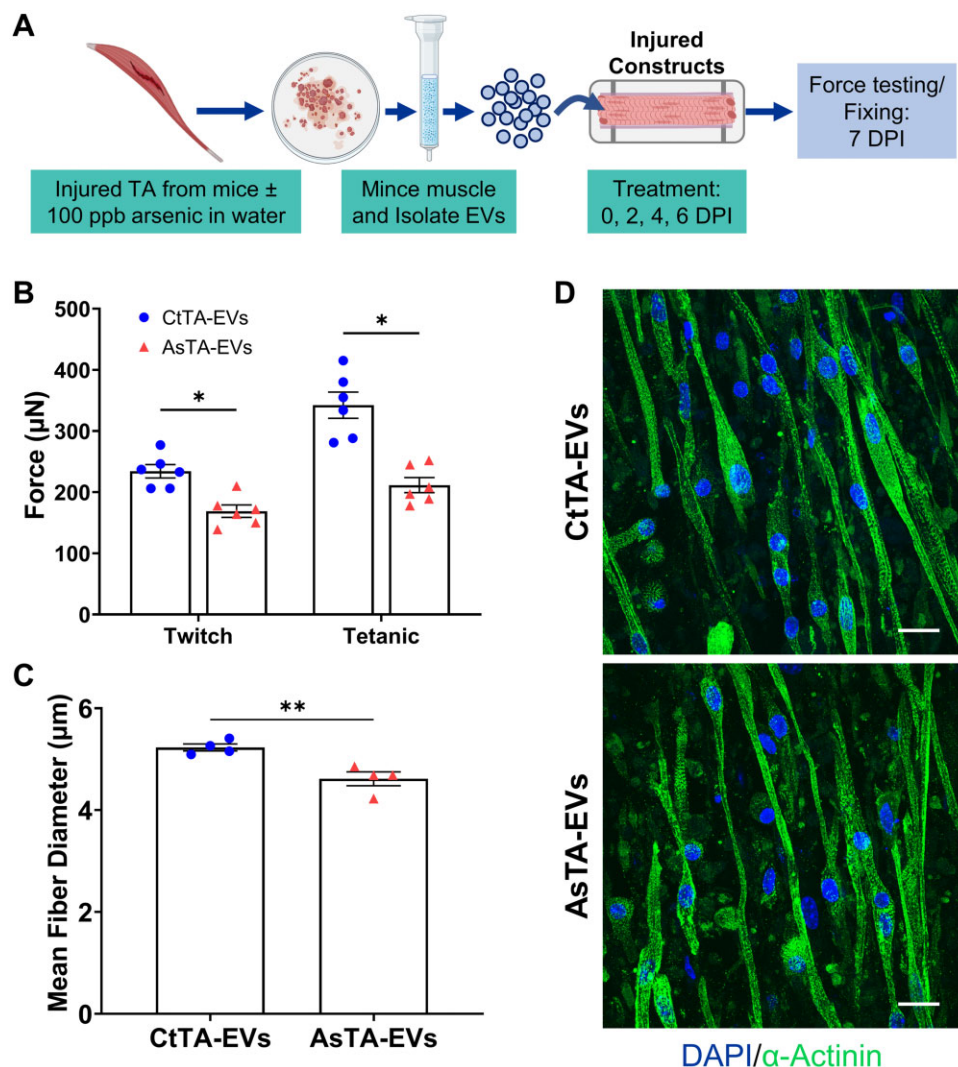 A
Injured TA from mice ±
100 ppb arsenic in water
Mince muscle
and Isolate EVs
Injured
Constructs
Treatment:
0, 2, 4, 6 DPI
Force testing/
Fixing:
7 DPI
B
Force (µN)
500
400
300
200
100
0
CtTA-EVs
AsTA-EVs
*
*
Twitch
Tetanic
C
Mean Fiber Diameter (µm)
6
4
2
0
**
CtTA-EVs
AsTA-EVs
D
CtTA-EVs
AsTA-EVs
DAPI/α-Actinin